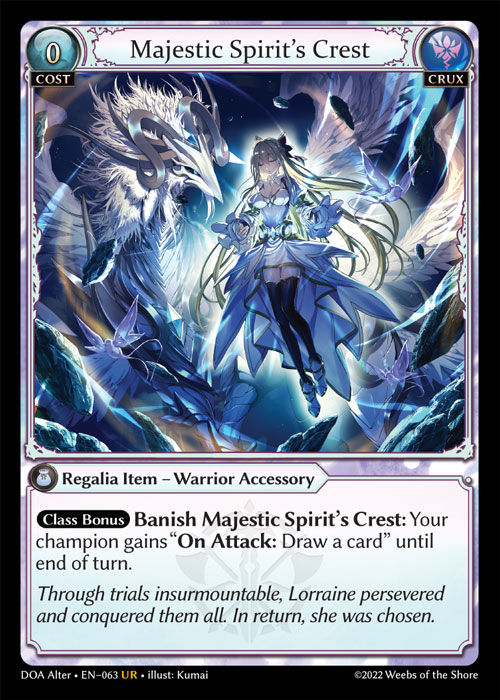 0
Majestic Spirit's Crest
COST
CRUX
Regalia Item – Warrior Accessory
Class Bonus Banish Majestic Spirit's Crest: Your
champion gains “On Attack: Draw a card” until
end of turn.
Through trials insurmountable, Lorraine persevered
and conquered them all. In return, she was chosen.
DOA Alter • EN–063 UR • illust: Kumai
©2022 Weebs of the Shore